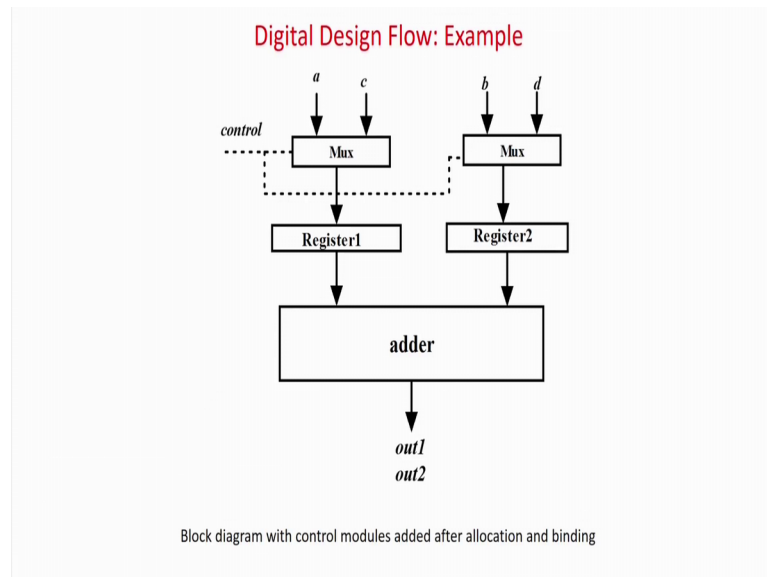 Digital Design Flow: Example
a c b d
control
Mux Mux
Register1 Register2
adder
out1
out2
Block diagram with control modules added after allocation and binding